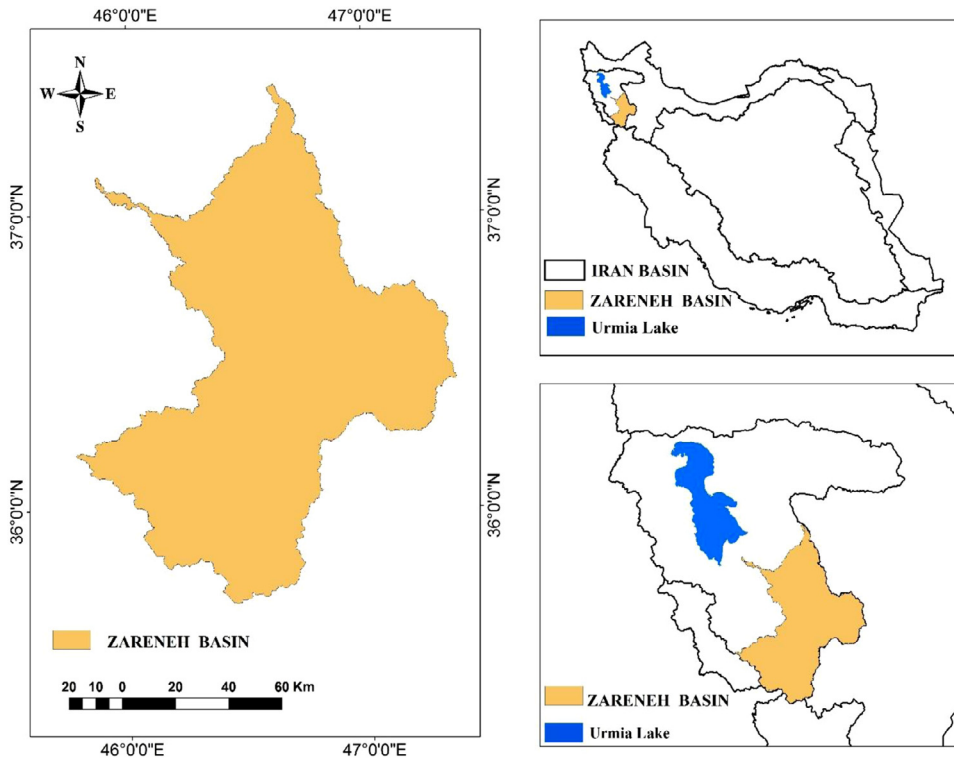 46°0'0"E
47°0'0"E
N
W
E
S
37°0'0"N
37°0'0"N
36°0'0"N
36°0'0"N
ZARENEH BASIN
20 10 0 20 40 60 Km
46°0'0"E
47°0'0"E
IRAN BASIN
ZARENEH BASIN
Urmia Lake
ZARENEH BASIN
Urmia Lake